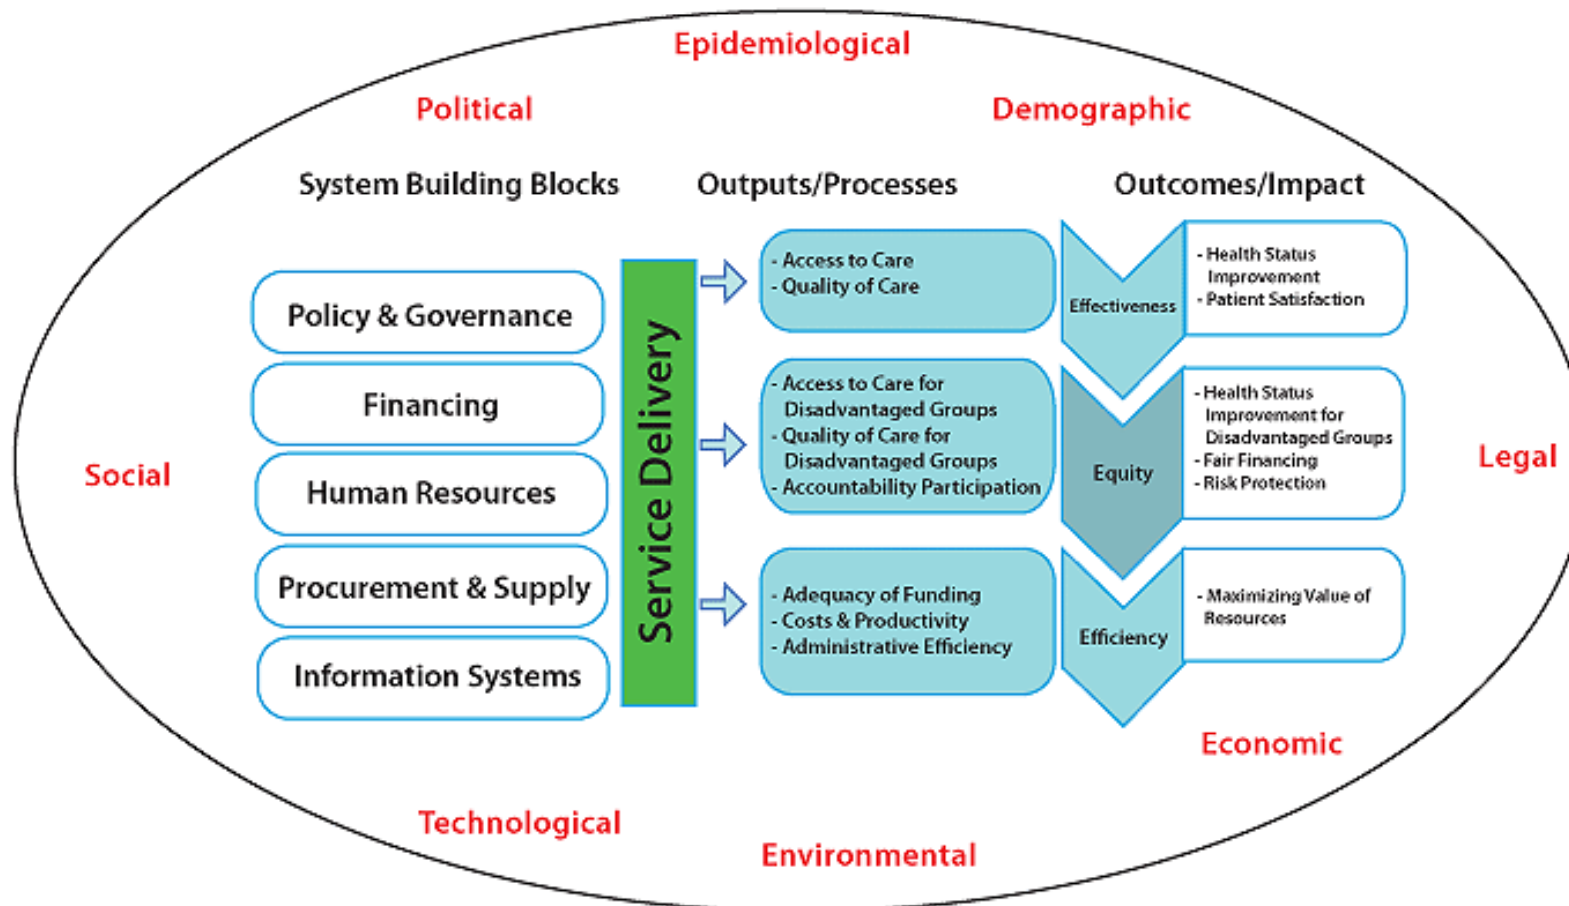 Epidemiological
Political
Demographic
System Building Blocks
Outputs/Processes
Outcomes/Impact
Policy & Governance
Financing
Human Resources
Procurement & Supply
Information Systems
Service Delivery
- Access to Care
- Quality of Care
- Access to Care for
Disadvantaged Groups
- Quality of Care for
Disadvantaged Groups
- Accountability Participation
- Adequacy of Funding
- Costs & Productivity
- Administrative Efficiency
Effectiveness
Equity
Efficiency
- Health Status
Improvement
- Patient Satisfaction
- Health Status
Improvement for
Disadvantaged Groups
- Fair Financing
- Risk Protection
- Maximizing Value of
Resources
Social
Legal
Economic
Technological
Environmental